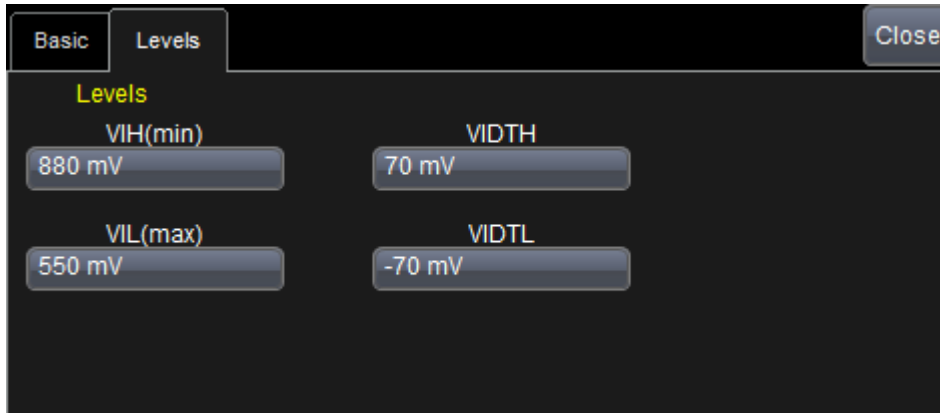 Basic Levels Close
Levels
VIH(min) VIDTH
880 mV 70 mV
VIL(max) VIDTL
550 mV -70 mV